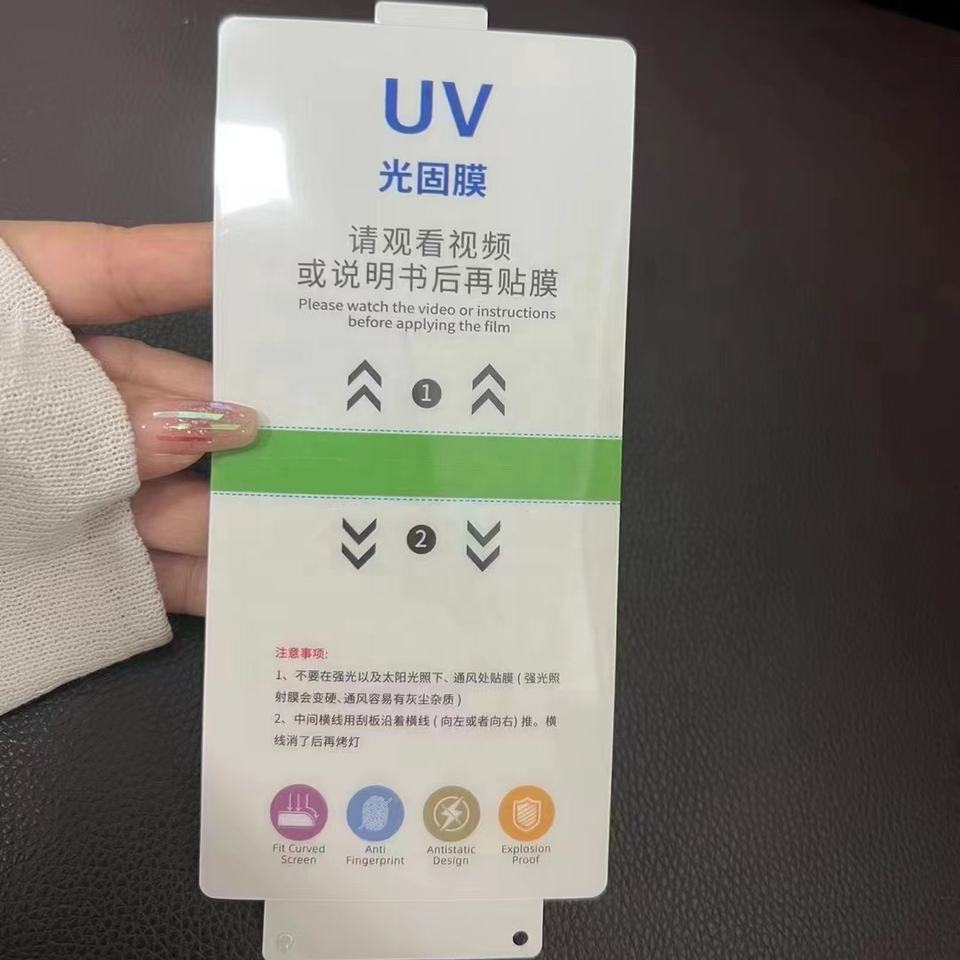 UV
光固膜
请观看视频
或说明书后再贴膜
Please watch the video or instructions
before applying the film
1
2
注意事项:
1、不要在强光以及太阳光照下、通风处贴膜 ( 强光照
射膜会变硬、通风容易有灰尘杂质 )
2、中间横线用刮板沿着横线 ( 向左或者向右) 推。横
线消了后再烤灯
Fit Curved
Screen
Anti
Fingerprint
Antistatic
Design
Explosion
Proof